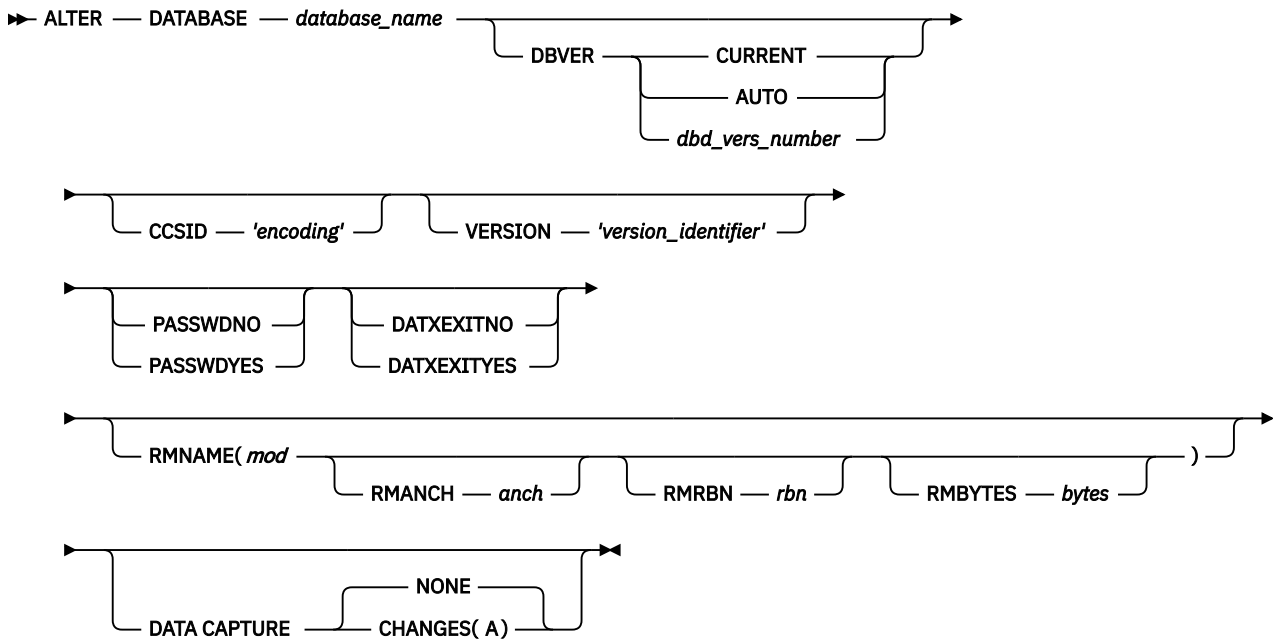 ALTER DATABASE database_name
DBVER CURRENT
AUTO
dbd_vers_number
CCSID 'encoding' VERSION 'version_identifier'
PASSWDNO DATXEXITNO
PASSWDYES DATXEXITYES
RMNAME( mod )
RMANCH anch RMRBN rbn RMBYTES bytes
NONE
DATA CAPTURE CHANGES( A )